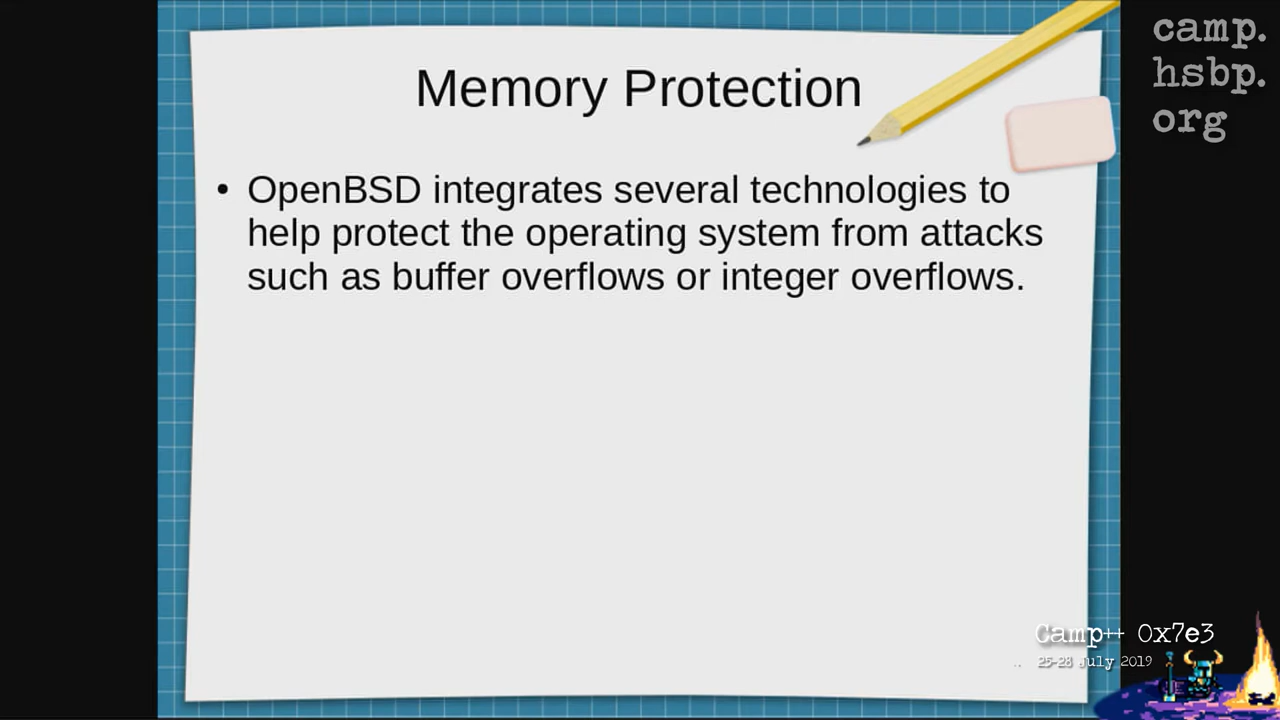 Memory Protection
• OpenBSD integrates several technologies to
help protect the operating system from attacks
such as buffer overflows or integer overflows.
camp.
hsbp.
org
Camp++ 0x7e3
25-28 July 2019